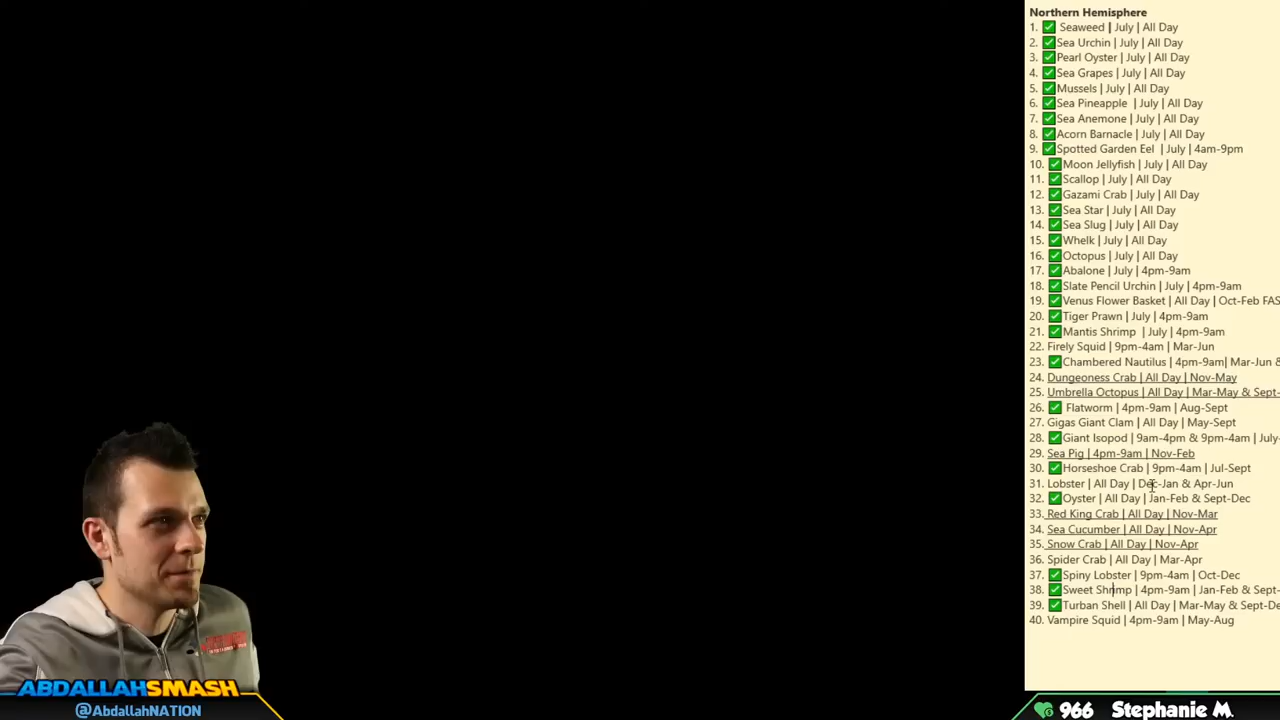 Northern Hemisphere
1. ✅ Seaweed | July | All Day
2. ✅Sea Urchin | July | All Day
3. ✅Pearl Oyster | July | All Day
4. ✅Sea Grapes | July | All Day
5. ✅Mussels | July | All Day
6. ✅Sea Pineapple | July | All Day
7. ✅Sea Anemone | July | All Day
8. ✅Acorn Barnacle | July | All Day
9. ✅Spotted Garden Eel | July | 4am-9pm
10. ✅Moon Jellyfish | July | All Day
11. ✅Scallop | July | All Day
12. ✅Gazami Crab | July | All Day
13. ✅Sea Star | July | All Day
14. ✅Sea Slug | July | All Day
15. ✅Whelk | July | All Day
16. ✅Octopus | July | All Day
17. ✅Abalone | July | 4pm-9am
18. ✅Slate Pencil Urchin | July | 4pm-9am
19. ✅Venus Flower Basket | All Day | Oct-Feb FAS
20. ✅Tiger Prawn | July | 4pm-9am
21. ✅Mantis Shrimp | July | 4pm-9am
22. Firely Squid | 9pm-4am | Mar-Jun
23. ✅Chambered Nautilus | 4pm-9am| Mar-Jun &
24. Dungeoness Crab | All Day | Nov-May
25. Umbrella Octopus | All Day | Mar-May & Sept-
26. ✅ Flatworm | 4pm-9am | Aug-Sept
27. Gigas Giant Clam | All Day | May-Sept
28. ✅Giant Isopod | 9am-4pm & 9pm-4am | July-
29. Sea Pig | 4pm-9am | Nov-Feb
30. ✅Horseshoe Crab | 9pm-4am | Jul-Sept
31. Lobster | All Day | Dec-Jan & Apr-Jun
32. ✅Oyster | All Day | Jan-Feb & Sept-Dec
33. Red King Crab | All Day | Nov-Mar
34. Sea Cucumber | All Day | Nov-Apr
35. Snow Crab | All Day | Nov-Apr
36. Spider Crab | All Day | Mar-Apr
37. ✅Spiny Lobster | 9pm-4am | Oct-Dec
38. ✅Sweet Shrimp | 4pm-9am | Jan-Feb & Sept-
39. ✅Turban Shell | All Day | Mar-May & Sept-De
40. Vampire Squid | 4pm-9am | May-Aug
ABDALLAHSMASH
@AbdallahNATION
966 Stephanie M.